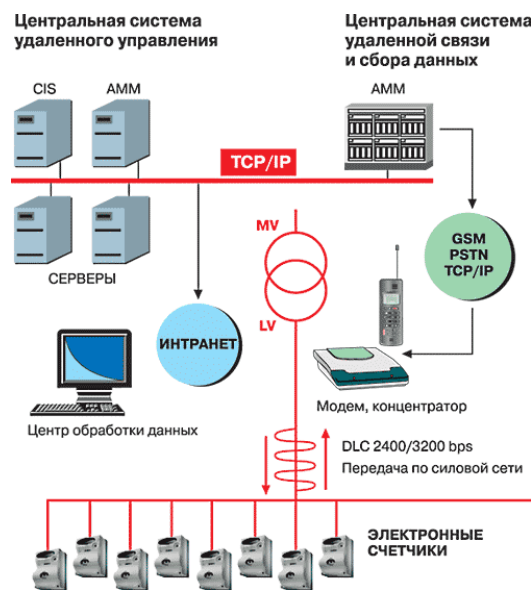 Центральная система
удаленного управления
Центральная система
удаленной связи
и сбора данных
CIS
AMM
AMM
TCP/IP
СЕРВЕРЫ
MV
LV
GSM
PSTN
TCP/IP
ИНТРАНЕТ
Модем, концентратор
Центр обработки данных
DLC 2400/3200 bps
Передача по силовой сети
ЭЛЕКТРОННЫЕ
СЧЕТЧИКИ